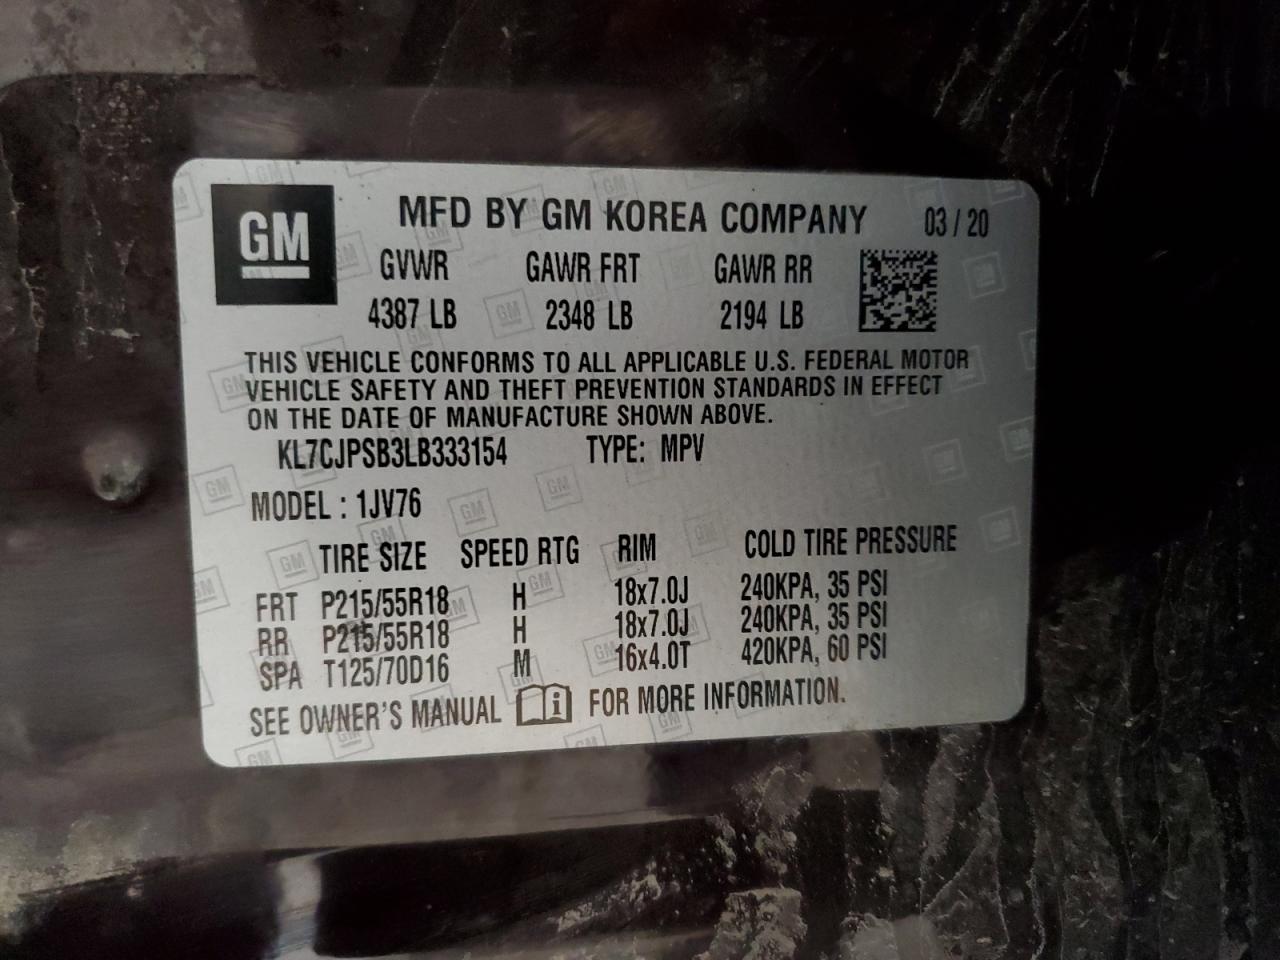 GM
MFD BY GM KOREA COMPANY 03 / 20
GVWR GAWR FRT GAWR RR
4387 LB 2348 LB 2194 LB
THIS VEHICLE CONFORMS TO ALL APPLICABLE U.S. FEDERAL MOTOR
VEHICLE SAFETY AND THEFT PREVENTION STANDARDS IN EFFECT
ON THE DATE OF MANUFACTURE SHOWN ABOVE.
KL7CJPSB3LB333154 TYPE: MPV
MODEL : 1JV76
TIRE SIZE SPEED RTG RIM COLD TIRE PRESSURE
FRT P215/55R18 H 18x7.0J 240KPA, 35 PSI
RR P215/55R18 H 18x7.0J 240KPA, 35 PSI
SPA T125/70D16 M 16x4.0T 420KPA, 60 PSI
SEE OWNER'S MANUAL i FOR MORE INFORMATION.